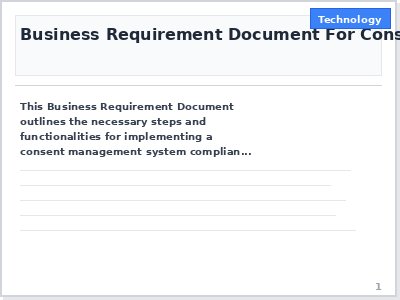 Technology
Business Requirement Document For Cons
This Business Requirement Document
outlines the necessary steps and
functionalities for implementing a
consent management system complian...
1